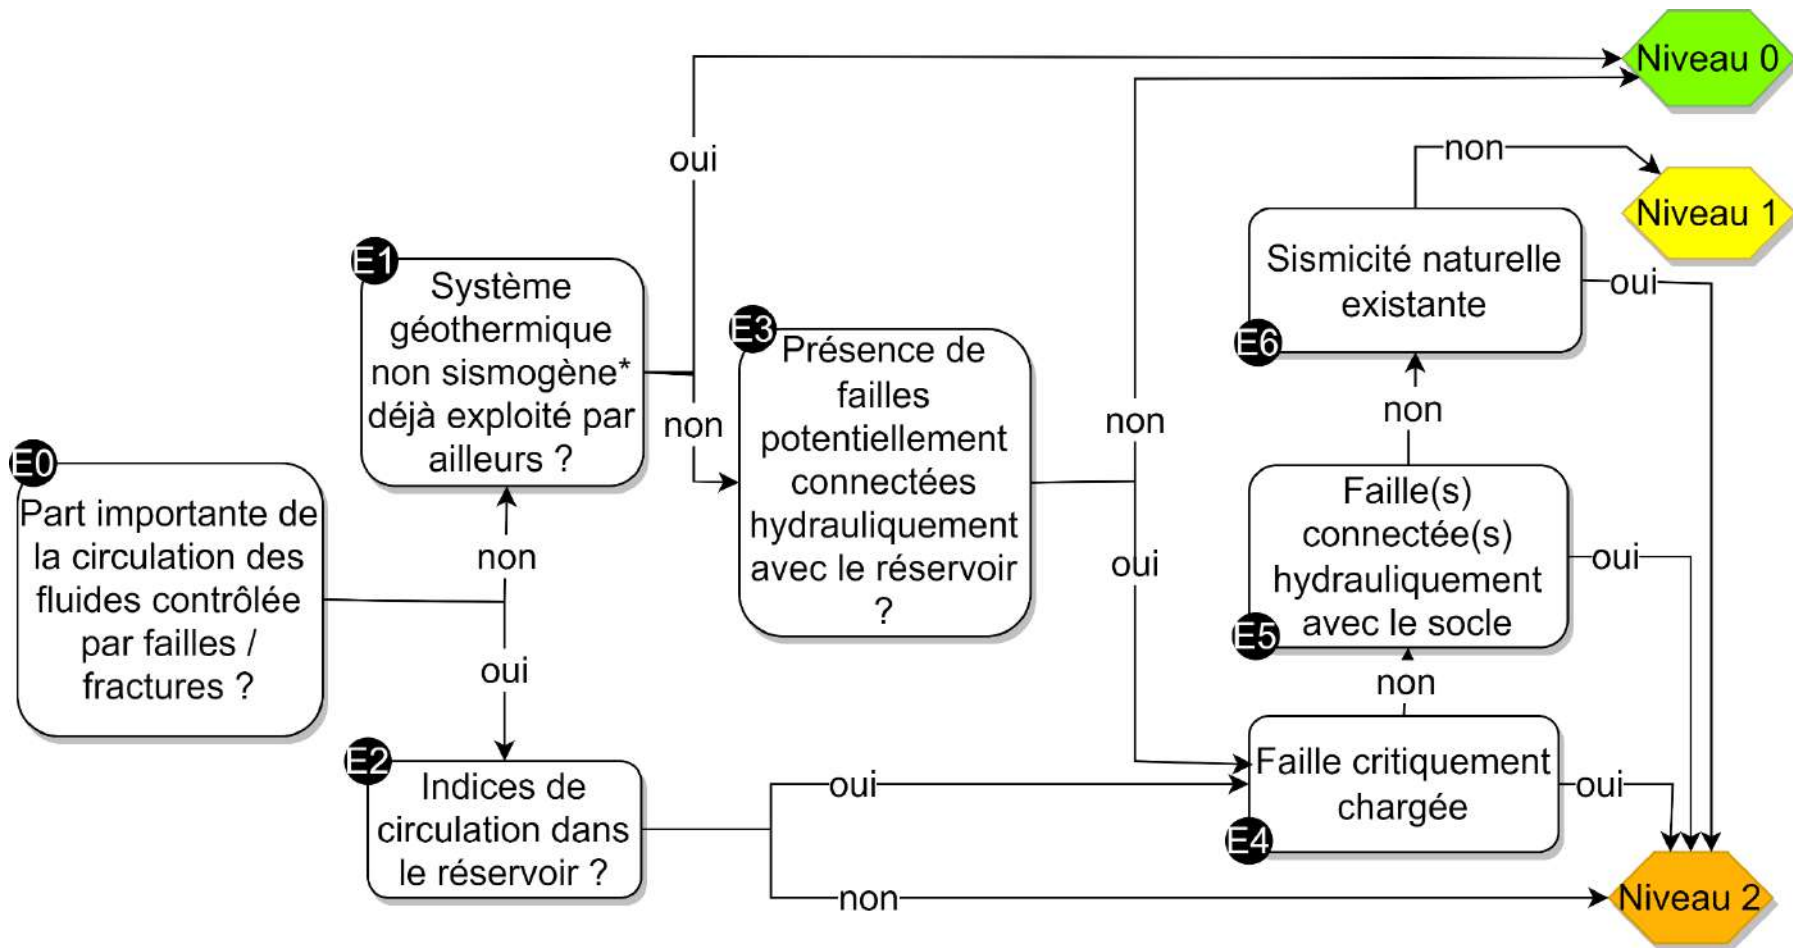 E0
Part importante de
la circulation des
fluides contrôlée
par failles /
fractures ?
non
oui
E1
Système
géothermique
non sismogène*
déjà exploité par
ailleurs ?
oui
non
E2
Indices de
circulation dans
le réservoir ?
oui
non
E3
Présence de
failles
potentiellement
connectées
hydrauliquement
avec le réservoir
?
non
oui
E4
Faille critiquement
chargée
non
oui
E5
Faille(s)
connectée(s)
hydrauliquement
avec le socle
non
oui
E6
Sismicité naturelle
existante
non
oui
Niveau 0
Niveau 1
Niveau 2